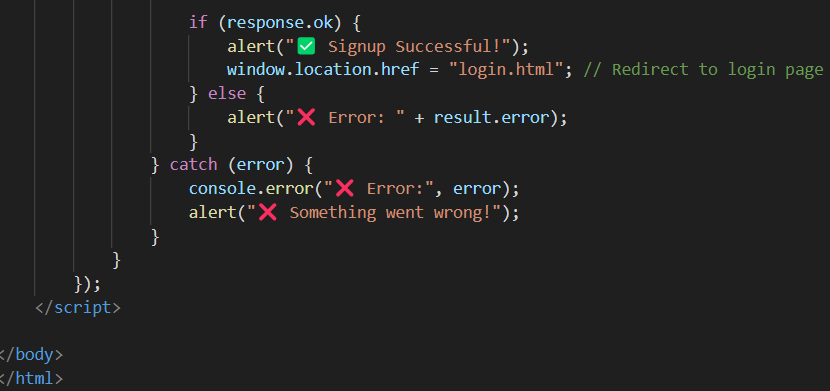 if (response.ok) {
alert("✅ Signup Successful!");
window.location.href = "login.html"; // Redirect to login page
} else {
alert("❌ Error: " + result.error);
}
} catch (error) {
console.error("❌ Error:", error);
alert("❌ Something went wrong!");
}
}
});
</script>
</body>
</html>